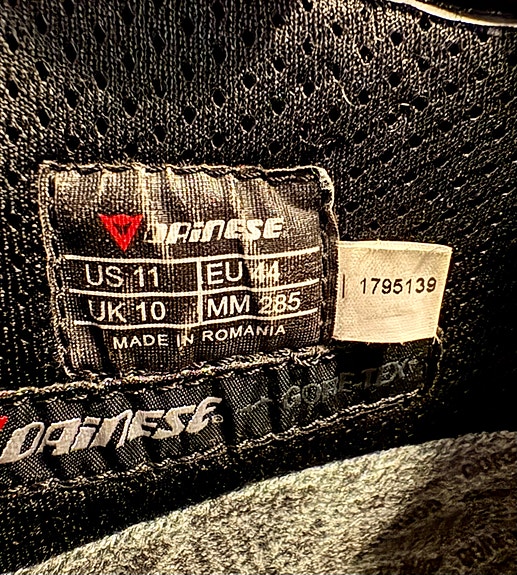 DAINESE
US 11 EU 44
UK 10 MM 285
MADE IN ROMANIA
1795139
DAINESE GORE-TEX